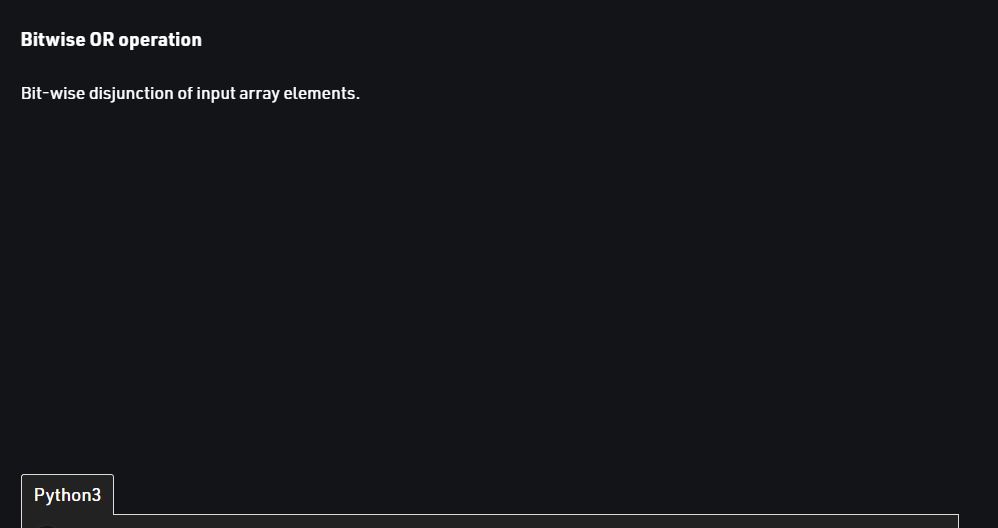 Bitwise OR operation
Bit-wise disjunction of input array elements.
Python3